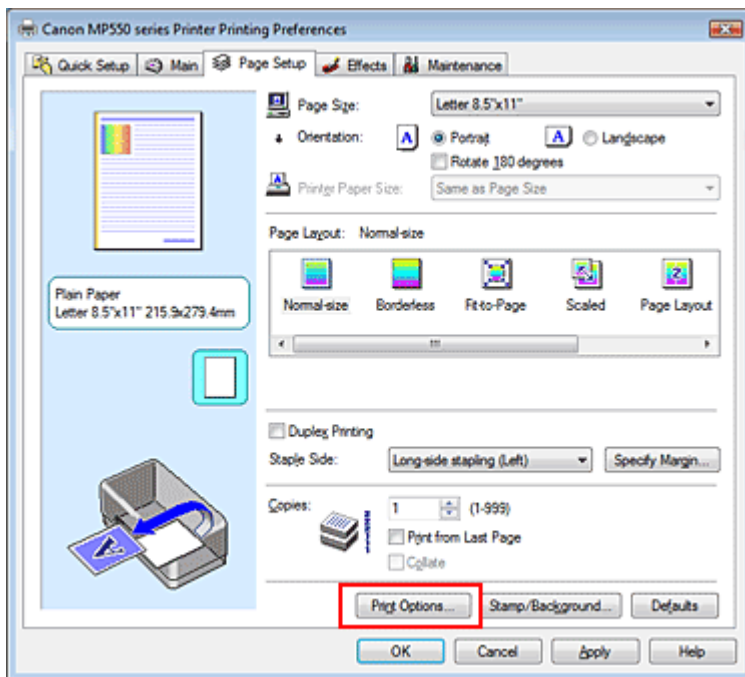 Canon MP550 series Printer Printing Preferences
Quick Setup Main Page Setup Effects Maintenance
Page Size: Letter 8.5"x11"
Orientation: A Portrait A Landscape
Rotate 180 degrees
Printer Paper Size: Same as Page Size
Page Layout: Normal-size
Normal-size Borderless Fit-to-Page Scaled Page Layout
Plain Paper
Letter 8.5"x11" 215.9x279.4mm
Duplex Printing
Staple Side: Long-side stapling (Left) Specify Margin...
Copies: 1 (1-999)
Print from Last Page
Collate
Print Options... Stamp/Background... Defaults
OK Cancel Apply Help